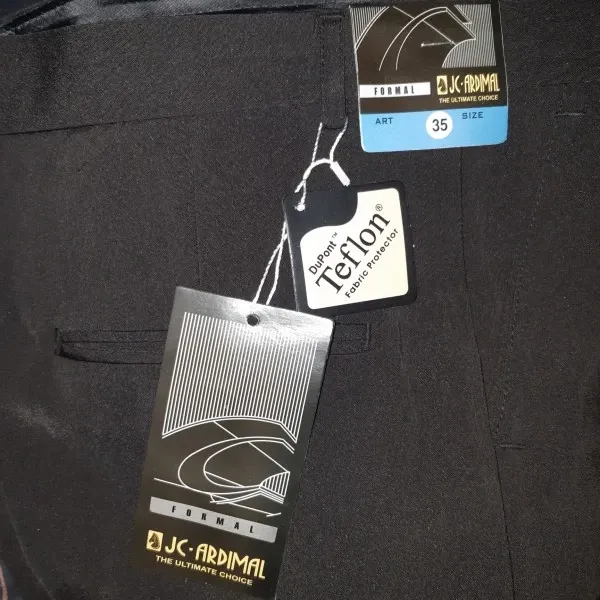 FORMAL
JC-ARDIMAL
THE ULTIMATE CHOICE
ART 35 SIZE
DuPont™
Teflon®
Fabric Protector
FORMAL
JC-ARDIMAL
THE ULTIMATE CHOICE